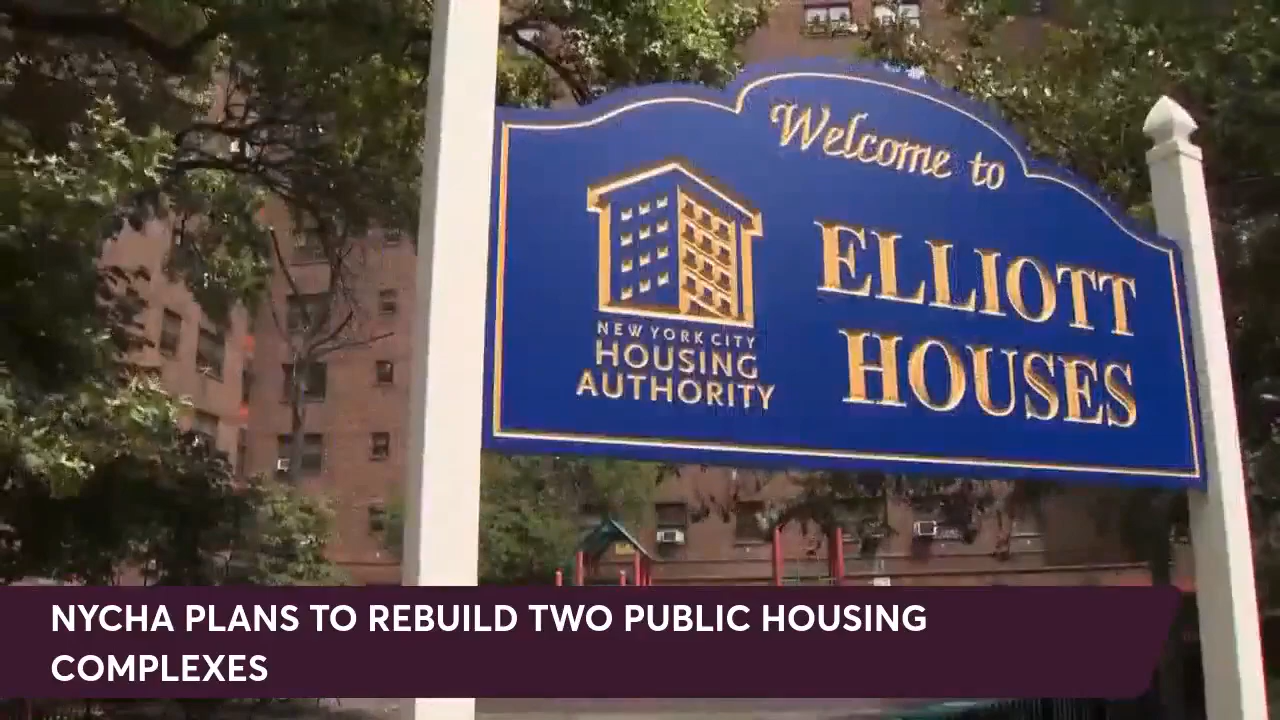 Welcome to
ELLIOTT
HOUSES
NEW YORK CITY
HOUSING
AUTHORITY
NYCHA PLANS TO REBUILD TWO PUBLIC HOUSING
COMPLEXES